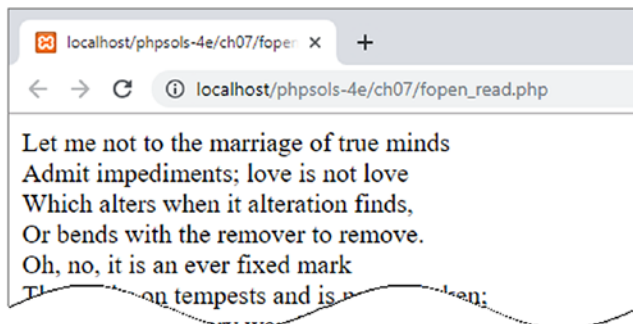 localhost/phpsols-4e/ch07/fopen
localhost/phpsols-4e/ch07/fopen_read.php
Let me not to the marriage of true minds
Admit impediments; love is not love
Which alters when it alteration finds,
Or bends with the remover to remove.
Oh, no, it is an ever fixed mark
on tempests and is